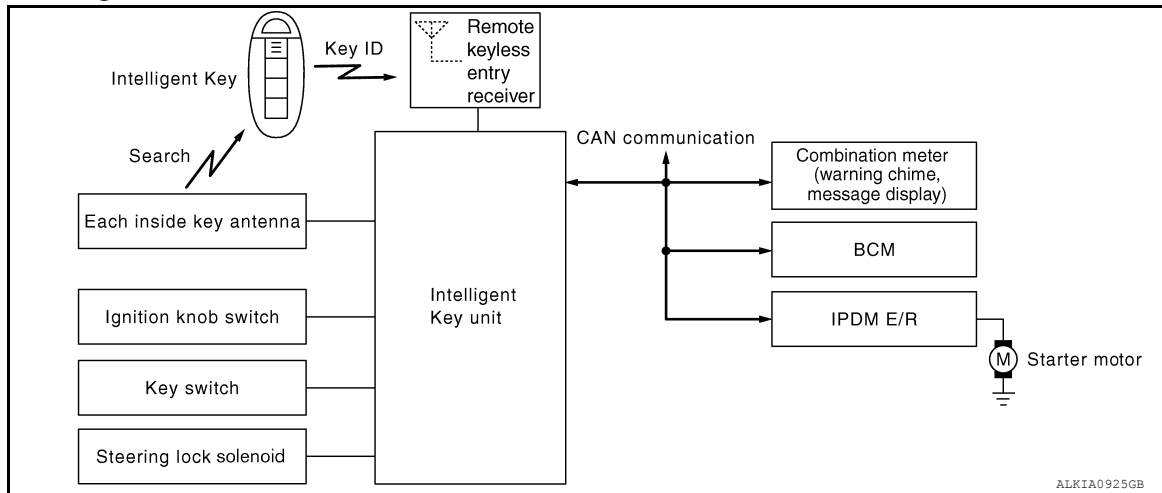 Remote
keyless
entry
receiver
Key ID
Intelligent Key
Search
CAN communication
Combination meter
(warning chime,
message display)
Each inside key antenna
BCM
Intelligent
Key unit
Ignition knob switch
IPDM E/R
M
Starter motor
Key switch
Steering lock solenoid
ALKIA0925GB